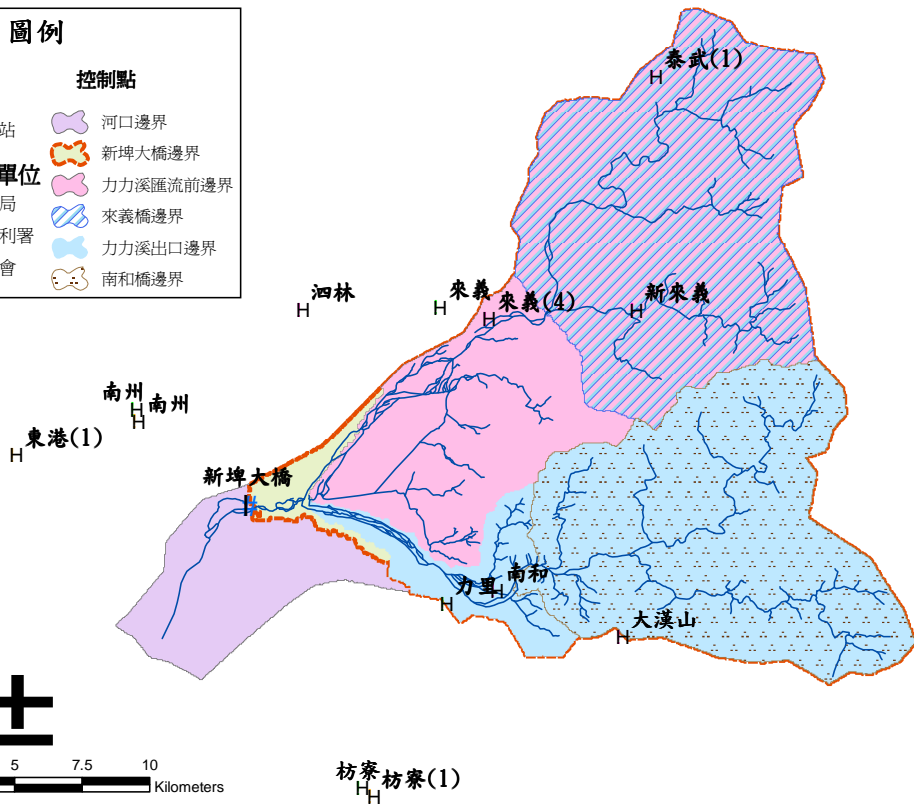 圖例
控制點
站
河口邊界
新埤大橋邊界
單位
局
力力溪匯流前邊界
利署
來義橋邊界
會
力力溪出口邊界
南和橋邊界
泰武(1)
泗林
來義
來義(4)
新來義
南州
南州
東港(1)
新埤大橋
力里
南和
大漢山
枋寮
枋寮(1)
5 7.5 10
Kilometers